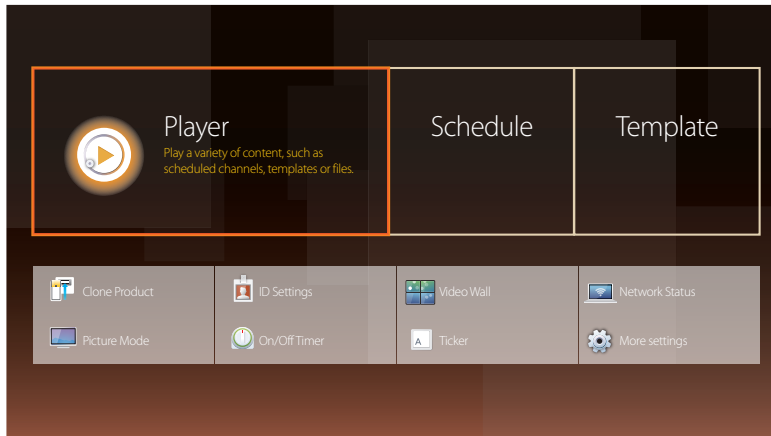 Player
Play a variety of content, such as
scheduled channels, templates or files.
Schedule
Template
Clone Product
ID Settings
Video Wall
Network Status
Picture Mode
On/Off Timer
A
Ticker
More settings